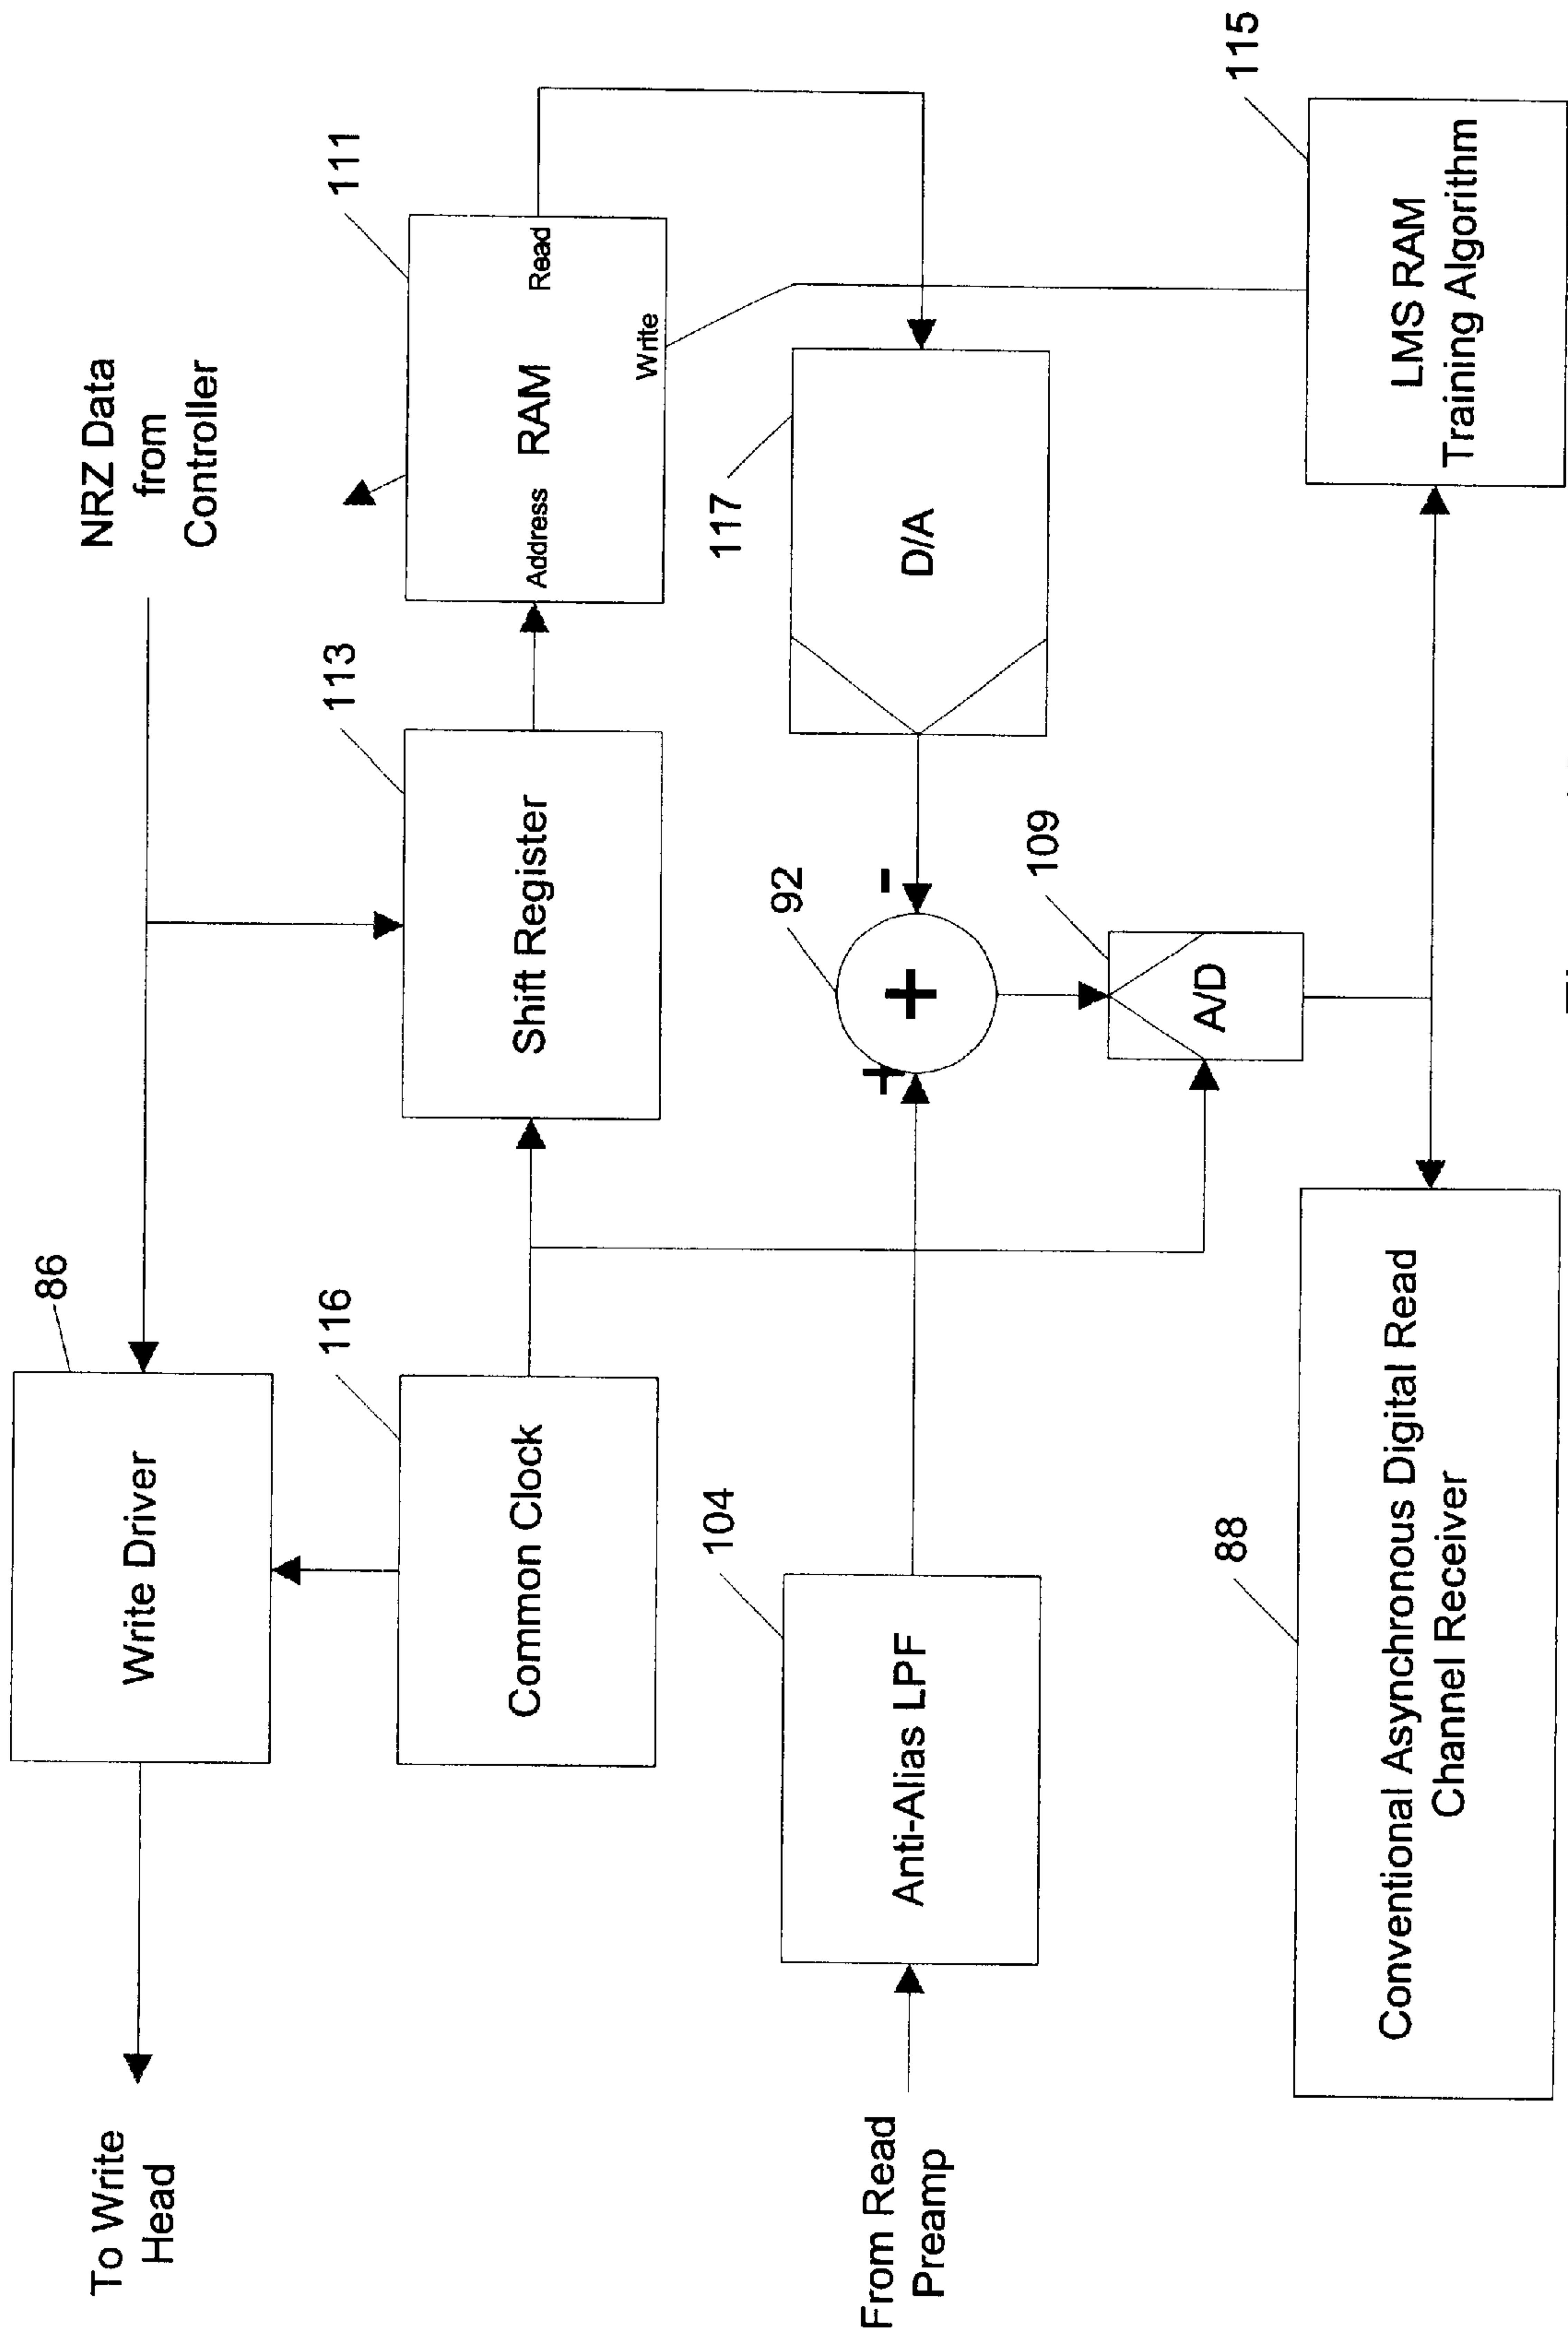 To Write
Head
Write Driver
86
NRZ Data
from
Controller
116
Common Clock
113
Shift Register
111
Address
RAM
Read
Write
From Read
Preamp
104
Anti-Alias LPF
92
+
-
+
117
D/A
109
A/D
88
Conventional Asynchronous Digital Read
Channel Receiver
115
LMS RAM
Training Algorithm